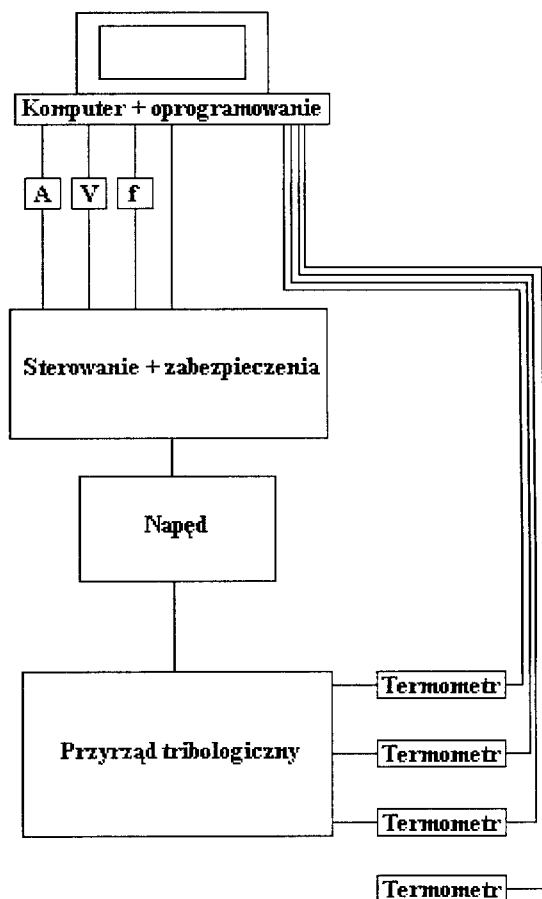 Komputer + oprogramowanie
A V f
Sterowanie + zabezpieczenia
Napęd
Przyrząd tribologiczny
Termometr
Termometr
Termometr
Termometr